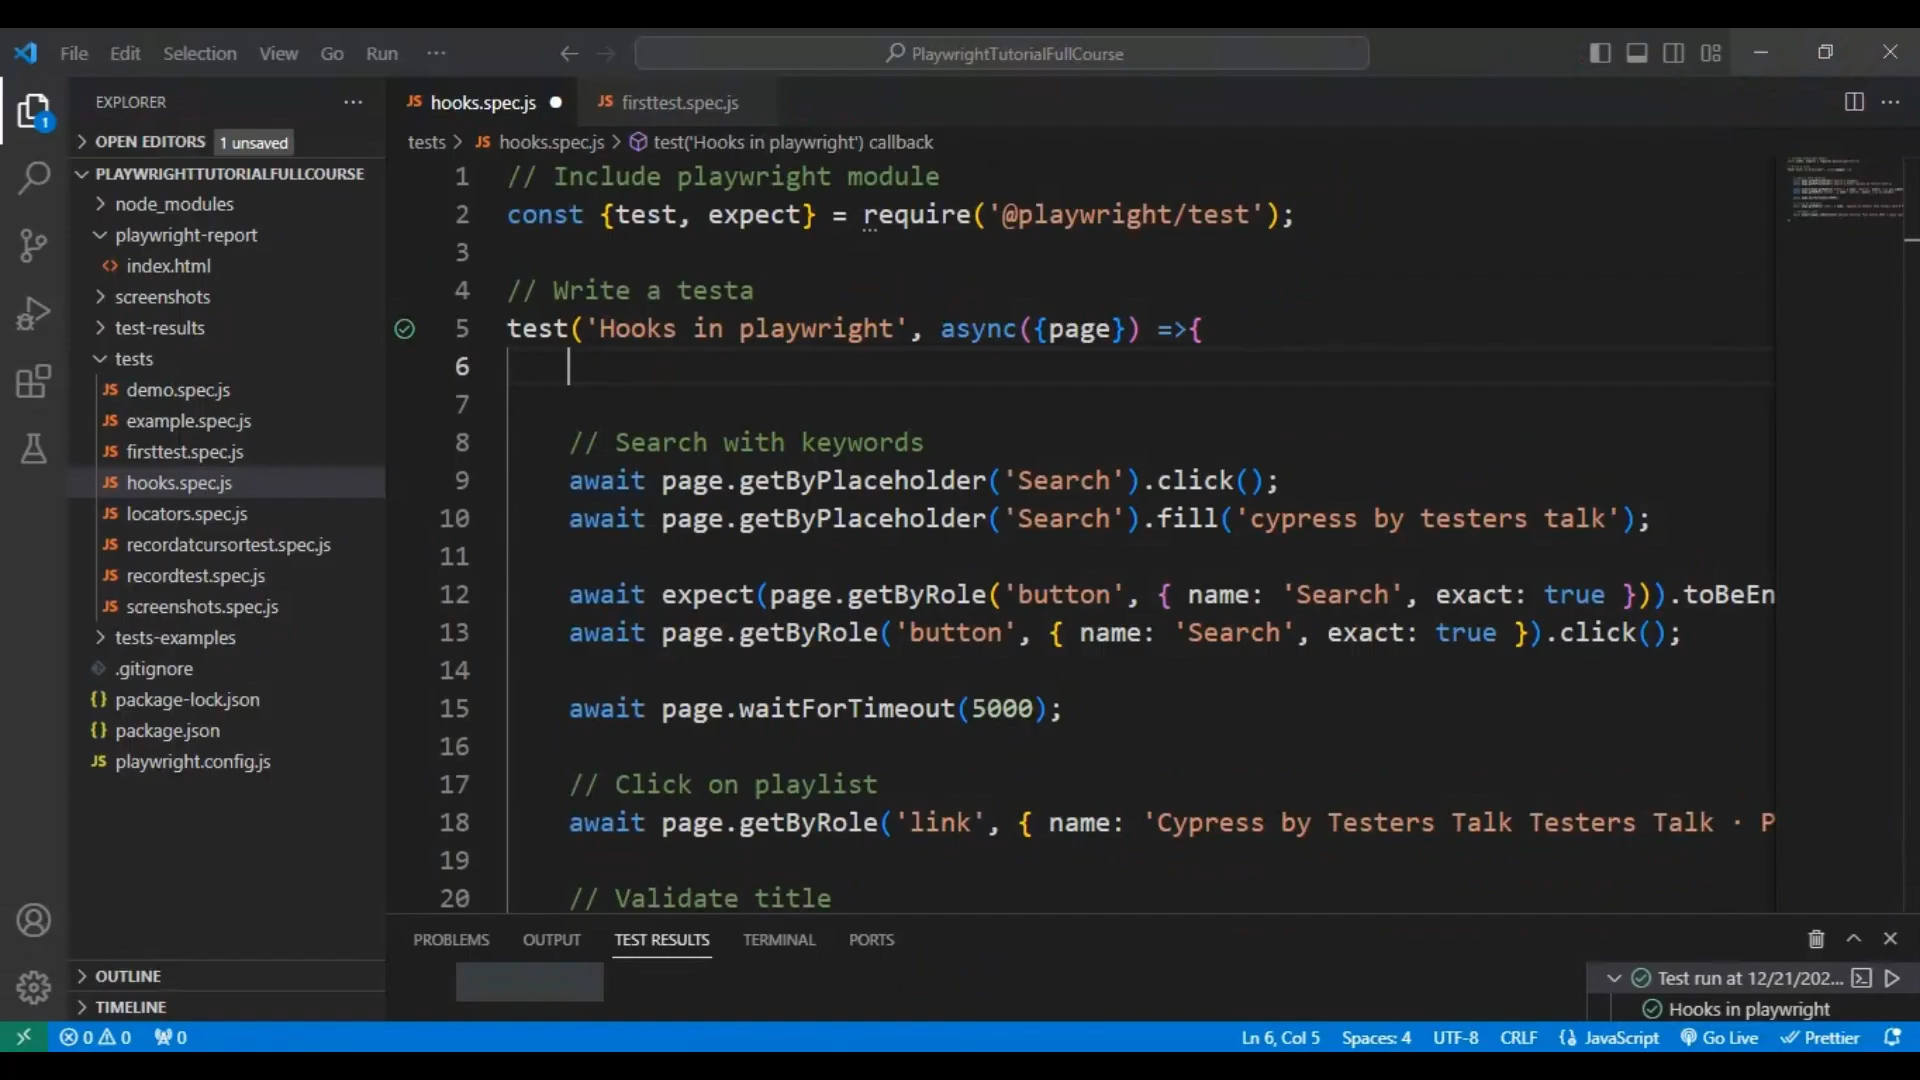 File Edit Selection View Go Run ··· PlaywrightTutorialFullCourse
EXPLORER ···
OPEN EDITORS 1 unsaved
PLAYWRIGHTTUTORIALFULLCOURSE
node_modules
playwright-report
<> index.html
screenshots
test-results
tests
JS demo.spec.js
JS example.spec.js
JS firsttest.spec.js
JS hooks.spec.js
JS locators.spec.js
JS recordatcursortest.spec.js
JS recordtest.spec.js
JS screenshots.spec.js
tests-examples
.gitignore
{} package-lock.json
{} package.json
JS playwright.config.js
OUTLINE
TIMELINE
JS hooks.spec.js ● JS firsttest.spec.js ···
tests > JS hooks.spec.js > test('Hooks in playwright') callback
1 // Include playwright module
2 const {test, expect} = require('@playwright/test');
3
4 // Write a testa
5 test('Hooks in playwright', async({page}) =>{
6
7
8 // Search with keywords
9 await page.getByPlaceholder('Search').click();
10 await page.getByPlaceholder('Search').fill('cypress by testers talk');
11
12 await expect(page.getByRole('button', { name: 'Search', exact: true })).toBeEn
13 await page.getByRole('button', { name: 'Search', exact: true }).click();
14
15 await page.waitForTimeout(5000);
16
17 // Click on playlist
18 await page.getByRole('link', { name: 'Cypress by Testers Talk Testers Talk · P
19
20 // Validate title
PROBLEMS OUTPUT TEST RESULTS TERMINAL PORTS
Test run at 12/21/202...
Hooks in playwright
1
0 0 0 Ln 6, Col 5 Spaces: 4 UTF-8 CRLF JavaScript Go Live Prettier